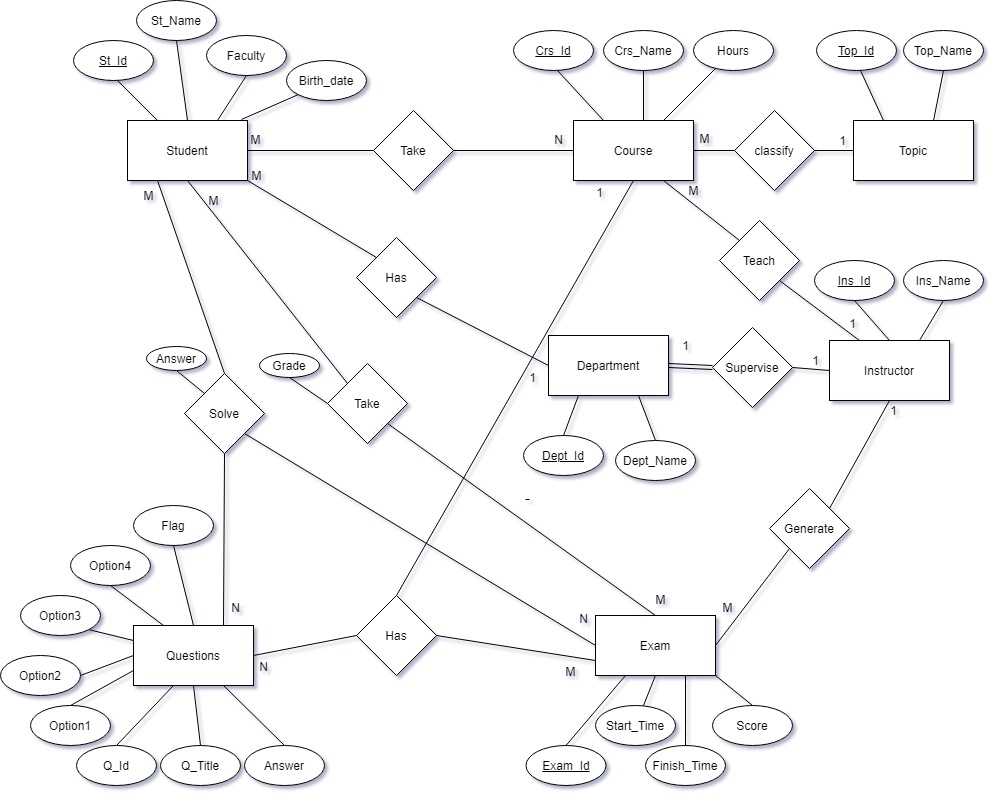 St_Name
St_Id
Faculty
Birth_date
Crs_Id
Crs_Name
Hours
Top_Id
Top_Name
Student
M
Take
N
Course
M
classify
1
Topic
M
M
M
1
M
Has
Teach
Ins_Id
Ins_Name
1
Answer
Grade
Department
1
Supervise
1
Instructor
1
Solve
Take
1
Dept_Id
Dept_Name
-
Flag
Generate
Option4
Option3
N
M
M
N
Questions
N
Has
M
Exam
Option2
Option1
Start_Time
Score
Q_Id
Q_Title
Answer
Exam_Id
Finish_Time